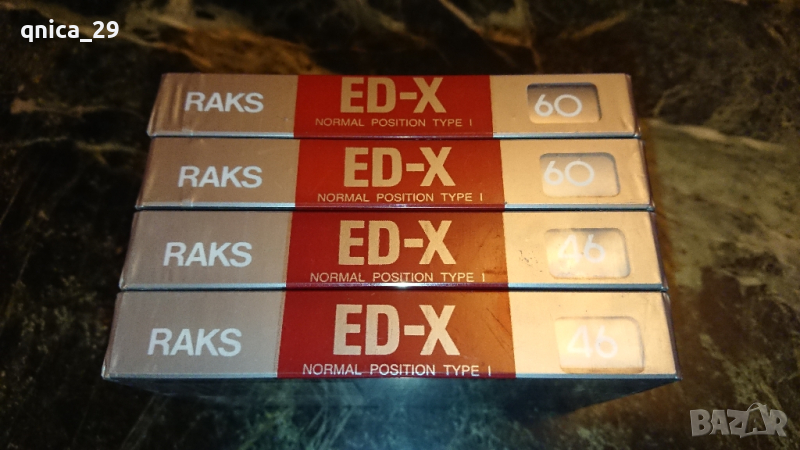 qnica_29
RAKS ED-X 60
NORMAL POSITION TYPE I
RAKS ED-X 60
NORMAL POSITION TYPE I
RAKS ED-X 46
NORMAL POSITION TYPE I
RAKS ED-X 46
NORMAL POSITION TYPE I
BAZAR